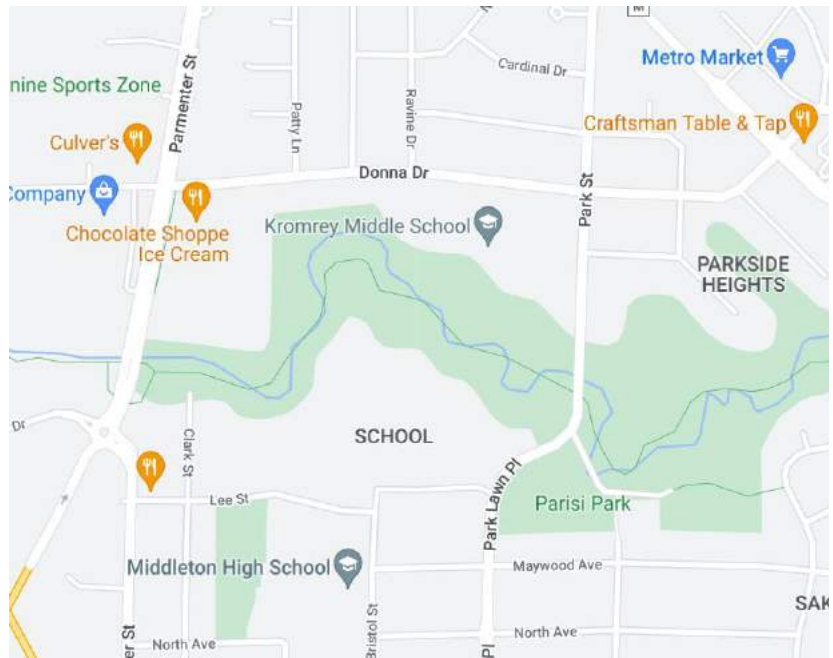 M
Metro Market
Cardinal Dr
nine Sports Zone
Parmenter St
Patty Ln
Ravine Dr
Culver's
Craftsman Table & Tap
Donna Dr
Park St
Company
Chocolate Shoppe
Ice Cream
Kromrey Middle School
PARKSIDE
HEIGHTS
Dr
Clark St
SCHOOL
Lee St
Park Lawn Pl
Parisi Park
Middleton High School
Maywood Ave
SAK
Bristol St
North Ave
North Ave
er St
Pl